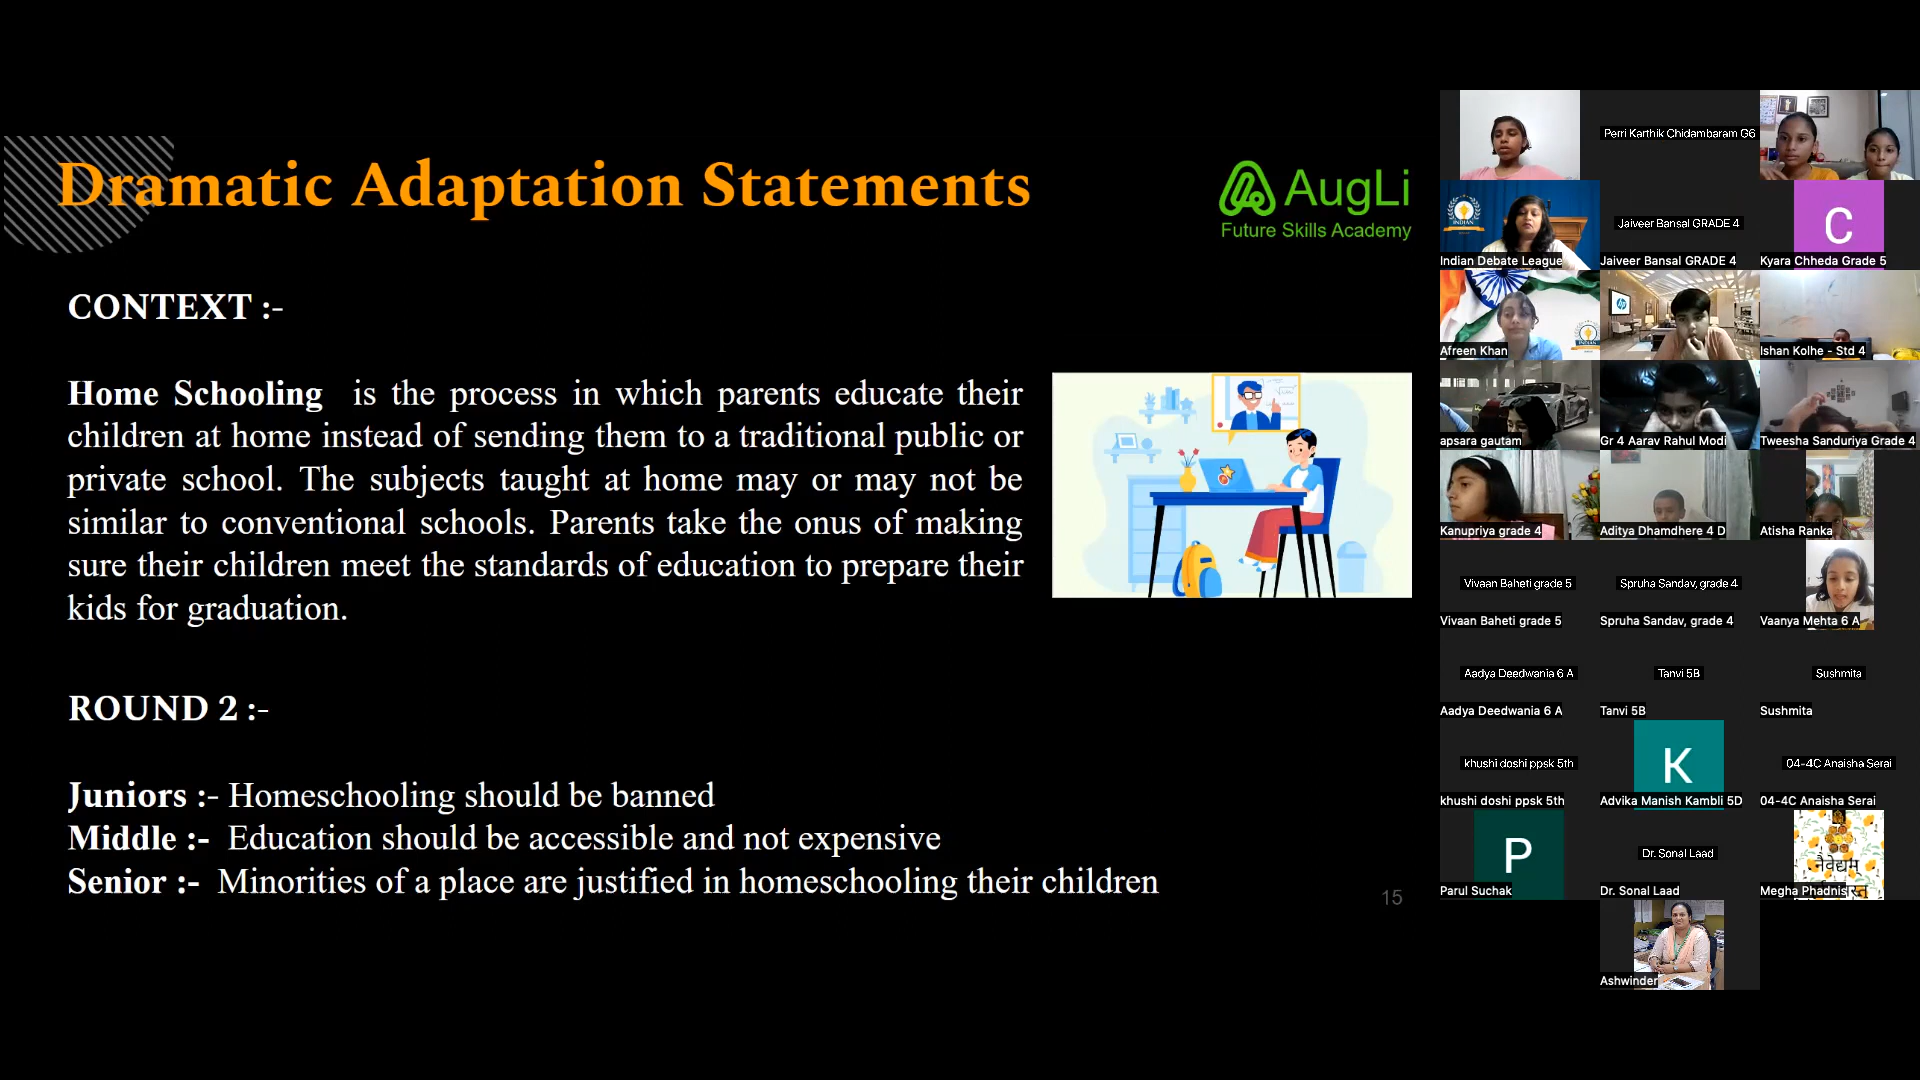 Dramatic Adaptation Statements
AugLi
Future Skills Academy
CONTEXT :-
Home Schooling is the process in which parents educate their
children at home instead of sending them to a traditional public or
private school. The subjects taught at home may or may not be
similar to conventional schools. Parents take the onus of making
sure their children meet the standards of education to prepare their
kids for graduation.
ROUND 2 :-
Juniors :- Homeschooling should be banned
Middle :- Education should be accessible and not expensive
Senior :- Minorities of a place are justified in homeschooling their children
15
Perri Karthik Chidambaram G6
INDIAN
Indian Debate League
Jaiveer Bansal GRADE 4
Jaiveer Bansal GRADE 4
C
Kyara Chheda Grade 5
INDIAN
Afreen Khan
hp
Ishan Kolhe - Std 4
apsara gautam
Gr 4 Aarav Rahul Modi
Tweesha Sanduriya Grade 4
Kanupriya grade 4
Aditya Dhamdhere 4 D
Atisha Ranka
Vivaan Baheti grade 5
Vivaan Baheti grade 5
Spruha Sandav, grade 4
Spruha Sandav, grade 4
Vaanya Mehta 6 A
Aadya Deedwania 6 A
Aadya Deedwania 6 A
Tanvi 5B
Tanvi 5B
Sushmita
Sushmita
khushi doshi ppsk 5th
khushi doshi ppsk 5th
K
Advika Manish Kambli 5D
04-4C Anaisha Serai
04-4C Anaisha Serai
P
Parul Suchak
Dr. Sonal Laad
Dr. Sonal Laad
नैवेद्यम्
Megha Phadnis
Ashwinder